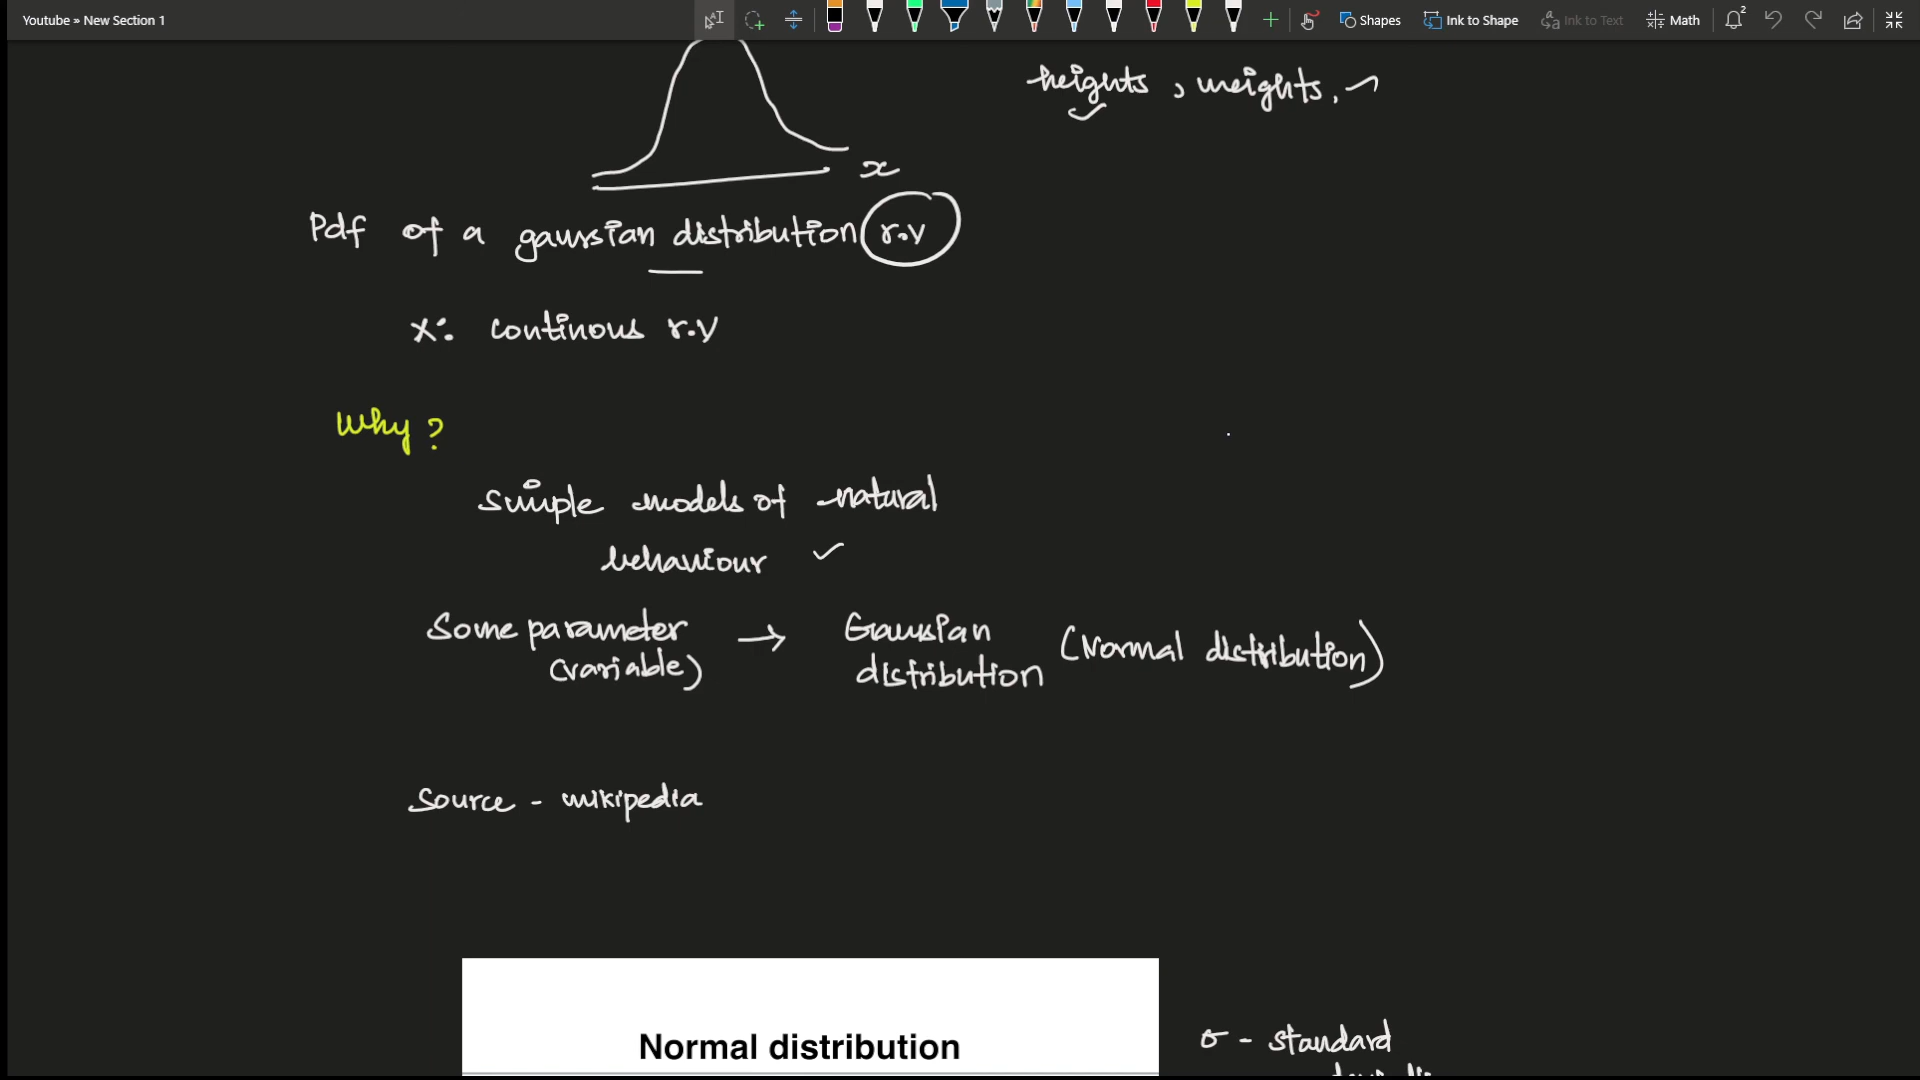 Youtube » New Section 1
Shapes
Ink to Shape
Ink to Text
Math
2
heights, weights,
x
Pdf of a gaussian distribution r.v
X: continous r.v
Why?
simple models of natural
behaviour
Some parameter → Gaussian (Normal distribution)
(variable) distribution
Source - wikipedia
Normal distribution
σ - standard